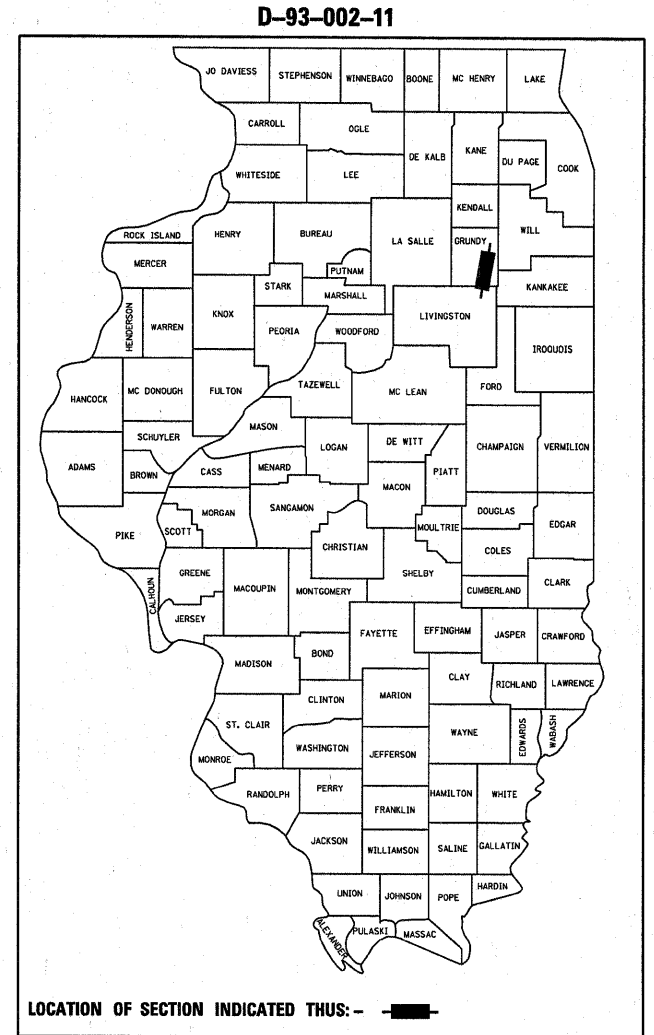 D-93-002-11
JO DAVIESS
STEPHENSON
WINNEBAGO
BOONE
MC HENRY
LAKE
CARROLL
OGLE
DE KALB
KANE
DU PAGE
COOK
WHITESIDE
LEE
KENDALL
ROCK ISLAND
HENRY
BUREAU
LA SALLE
GRUNDY
WILL
MERCER
PUTNAM
STARK
MARSHALL
KANKAKEE
HENDERSON
WARREN
KNOX
PEORIA
WOODFORD
LIVINGSTON
IROQUOIS
HANCOCK
MC DONOUGH
FULTON
TAZEWELL
MC LEAN
FORD
MASON
SCHUYLER
LOGAN
DE WITT
CHAMPAIGN
VERMILION
ADAMS
BROWN
CASS
MENARD
MACON
PIATT
MORGAN
SANGAMON
DOUGLAS
EDGAR
PIKE
SCOTT
CHRISTIAN
MOULTRIE
COLES
CALHOUN
GREENE
MACOUPIN
MONTGOMERY
SHELBY
CUMBERLAND
CLARK
JERSEY
FAYETTE
EFFINGHAM
JASPER
CRAWFORD
MADISON
BOND
CLAY
RICHLAND
LAWRENCE
CLINTON
MARION
ST. CLAIR
WAYNE
EDWARDS
WABASH
WASHINGTON
JEFFERSON
MONROE
RANDOLPH
PERRY
HAMILTON
WHITE
FRANKLIN
JACKSON
WILLIAMSON
SALINE
GALLATIN
UNION
JOHNSON
POPE
HARDIN
ALEXANDER
PULASKI
MASSAC
LOCATION OF SECTION INDICATED THUS: -